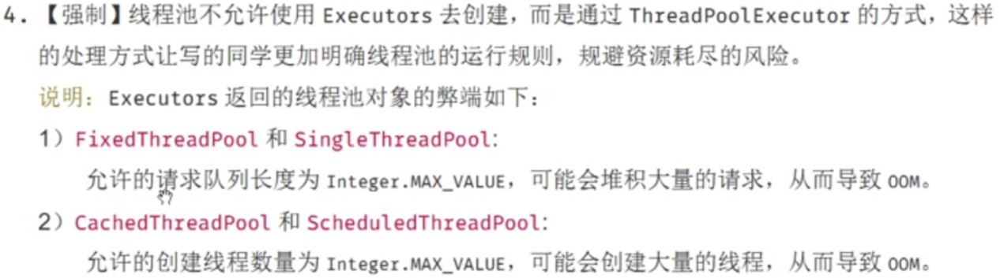 4. 【强制】线程池不允许使用 Executors 去创建，而是通过 ThreadPoolExecutor 的方式，这样
的处理方式让写的同学更加明确线程池的运行规则，规避资源耗尽的风险。
说明：Executors 返回的线程池对象的弊端如下：
1）FixedThreadPool 和 SingleThreadPool:
允许的请求队列长度为 Integer.MAX_VALUE，可能会堆积大量的请求，从而导致 OOM。
2）CachedThreadPool 和 ScheduledThreadPool:
允许的创建线程数量为 Integer.MAX_VALUE，可能会创建大量的线程，从而导致 OOM。